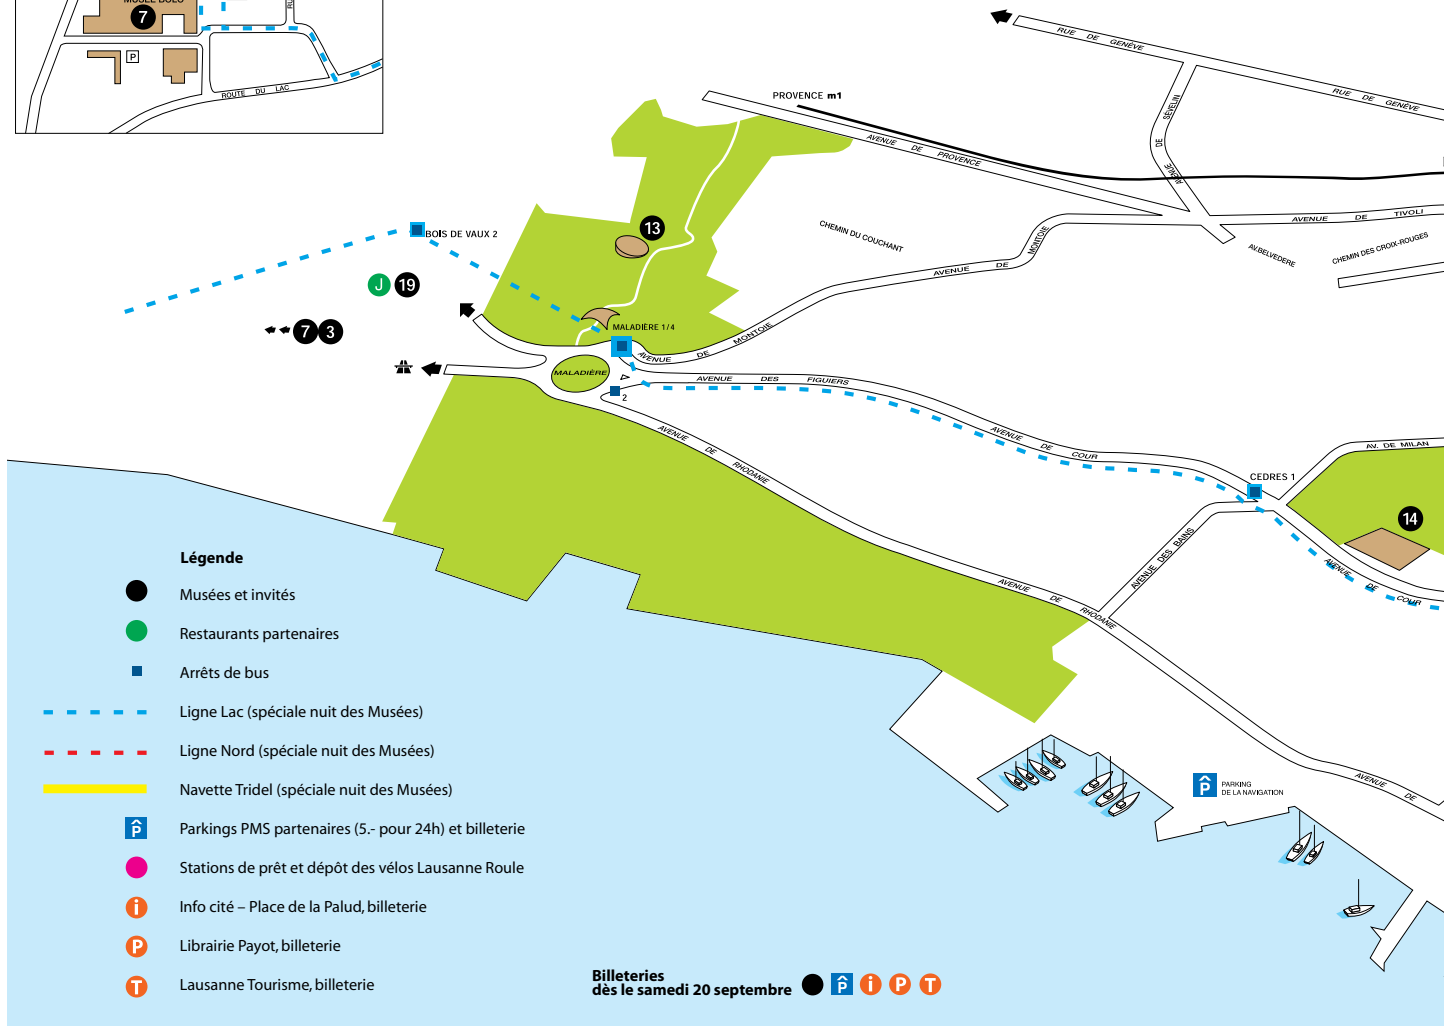 MUSÉE BOLO
7
P
ROUTE DU LAC
RUE DE GENÈVE
RUE DE GENÈVE
PROVENCE m1
AVENUE DE PROVENCE
AVENUE DE SÉVELIN
AVENUE DE TIVOLI
CHEMIN DU COUCHANT
AV.BELVEDERE
CHEMIN DES CROIX-ROUGES
13
BOIS DE VAUX 2
J 19
7 3
AVENUE DE MONTOIE
MALADIÈRE 1/4
AVENUE DE MONTOIE
MALADIÈRE
2
AVENUE DES FIGUIERS
AVENUE DE COUR
AVENUE DE RHODANIE
AV. DE MILAN
CEDRES 1
14
AVENUE DES BAINS
AVENUE DE COUR
AVENUE DE RHODANIE
AVENUE DE
P PARKING
DE LA NAVIGATION
Légende
Musées et invités
Restaurants partenaires
Arrêts de bus
Ligne Lac (spéciale nuit des Musées)
Ligne Nord (spéciale nuit des Musées)
Navette Tridel (spéciale nuit des Musées)
P Parkings PMS partenaires (5.- pour 24h) et billeterie
Stations de prêt et dépôt des vélos Lausanne Roule
i Info cité – Place de la Palud, billeterie
P Librairie Payot, billeterie
T Lausanne Tourisme, billeterie
Billeteries
dès le samedi 20 septembre P i P T